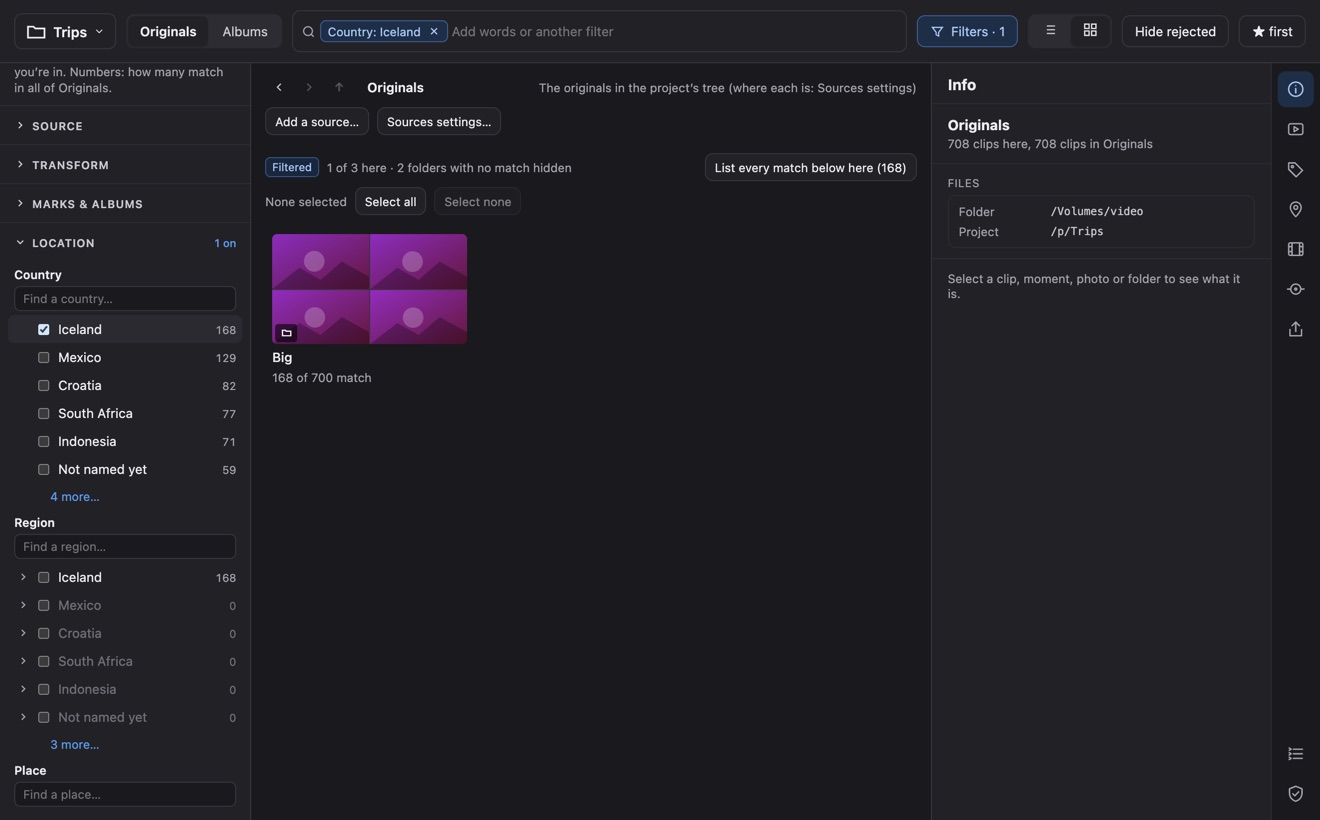 Trips
Originals
Albums
Country: Iceland ×
Add words or another filter
Filters · 1
Hide rejected
★ first
you're in. Numbers: how many match
in all of Originals.
SOURCE
TRANSFORM
MARKS & ALBUMS
LOCATION
1 on
Country
Find a country...
Iceland 168
Mexico 129
Croatia 82
South Africa 77
Indonesia 71
Not named yet 59
4 more...
Region
Find a region...
Iceland 168
Mexico 0
Croatia 0
South Africa 0
Indonesia 0
Not named yet 0
3 more...
Place
Find a place...
Originals
The originals in the project's tree (where each is: Sources settings)
Add a source...
Sources settings...
Filtered
1 of 3 here · 2 folders with no match hidden
List every match below here (168)
None selected
Select all
Select none
Big
168 of 700 match
Info
Originals
708 clips here, 708 clips in Originals
FILES
Folder /Volumes/video
Project /p/Trips
Select a clip, moment, photo or folder to see what it
is.